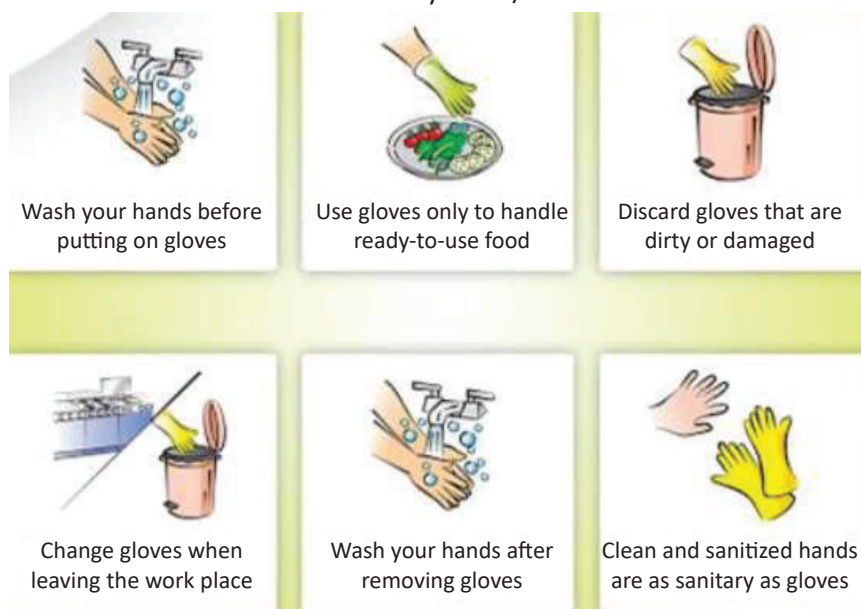 Wash your hands before
putting on gloves
Use gloves only to handle
ready-to-use food
Discard gloves that are
dirty or damaged
Change gloves when
leaving the work place
Wash your hands after
removing gloves
Clean and sanitized hands
are as sanitary as gloves